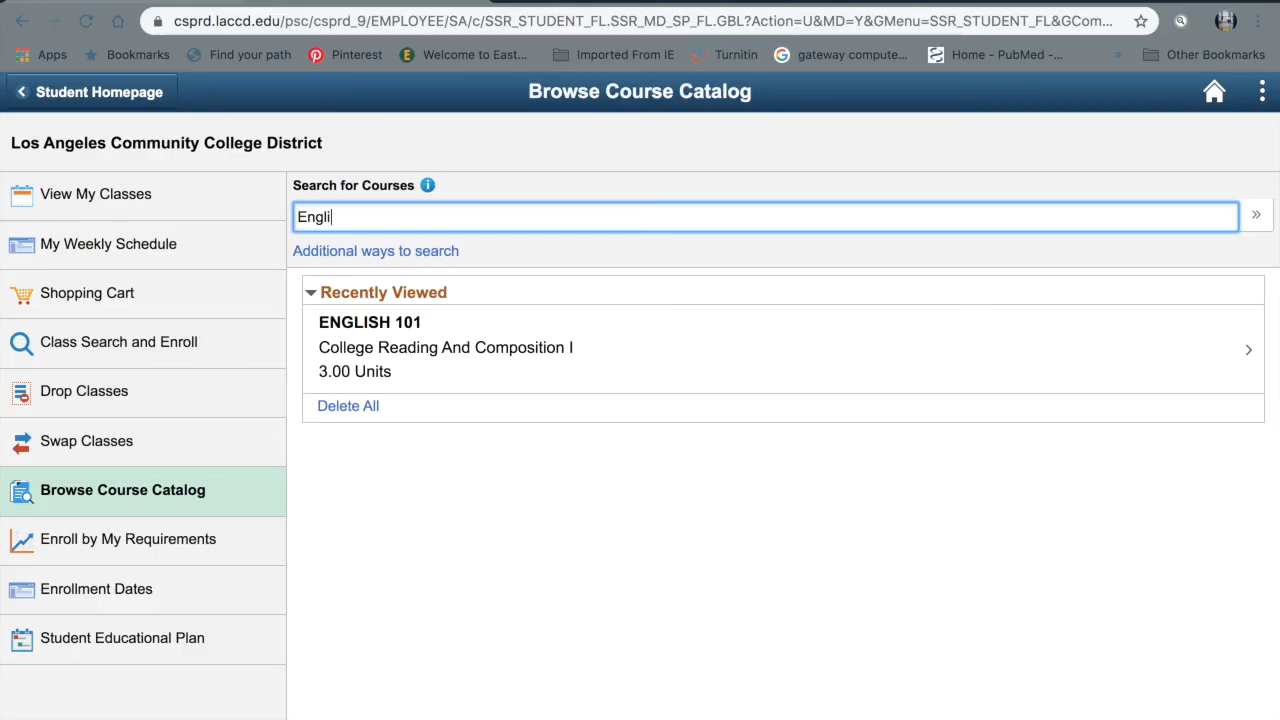 csprd.laccd.edu/psc/csprd_9/EMPLOYEE/SA/c/SSR_STUDENT_FL.SSR_MD_SP_FL.GBL?Action=U&MD=Y&GMenu=SSR_STUDENT_FL&GCom...
Apps Bookmarks Find your path Pinterest Welcome to East... Imported From IE Turnitin gateway compute... Home - PubMed -... » Other Bookmarks
Student Homepage Browse Course Catalog
Los Angeles Community College District
View My Classes
My Weekly Schedule
Shopping Cart
Class Search and Enroll
Drop Classes
Swap Classes
Browse Course Catalog
Enroll by My Requirements
Enrollment Dates
Student Educational Plan
Search for Courses
Engli
»
Additional ways to search
Recently Viewed
ENGLISH 101
College Reading And Composition I
3.00 Units
Delete All